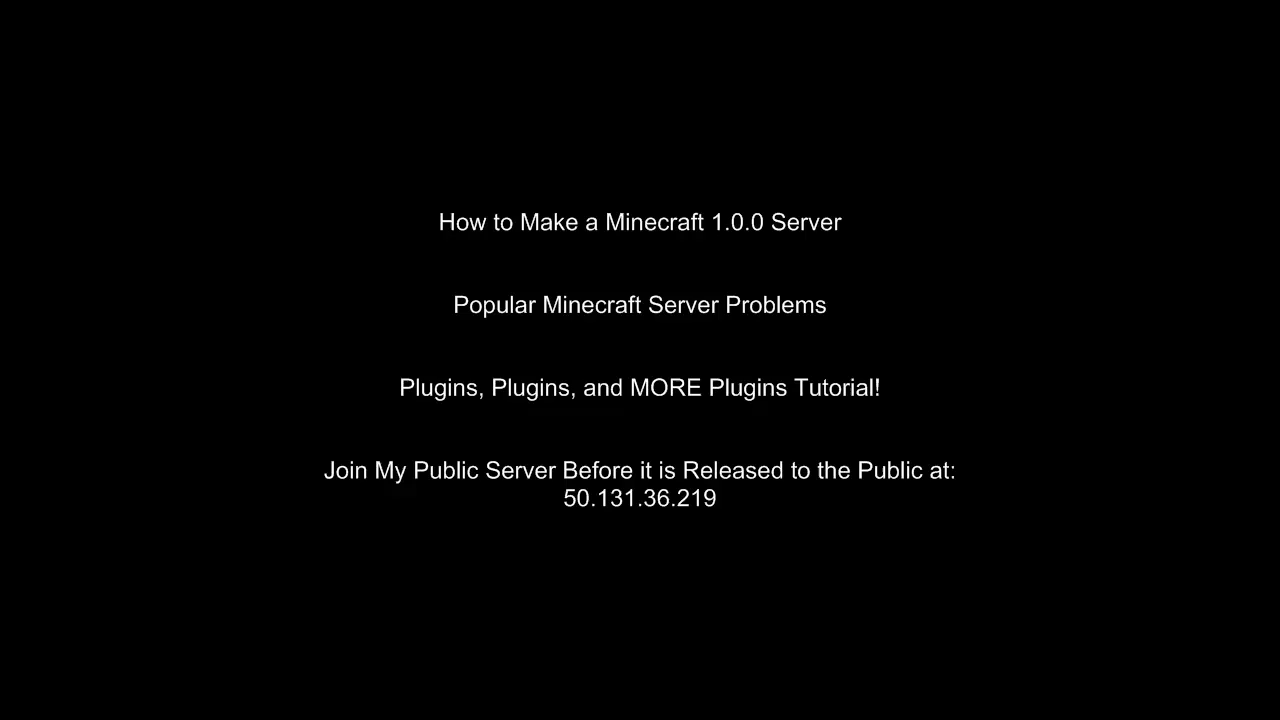 How to Make a Minecraft 1.0.0 Server
Popular Minecraft Server Problems
Plugins, Plugins, and MORE Plugins Tutorial!
Join My Public Server Before it is Released to the Public at:
50.131.36.219